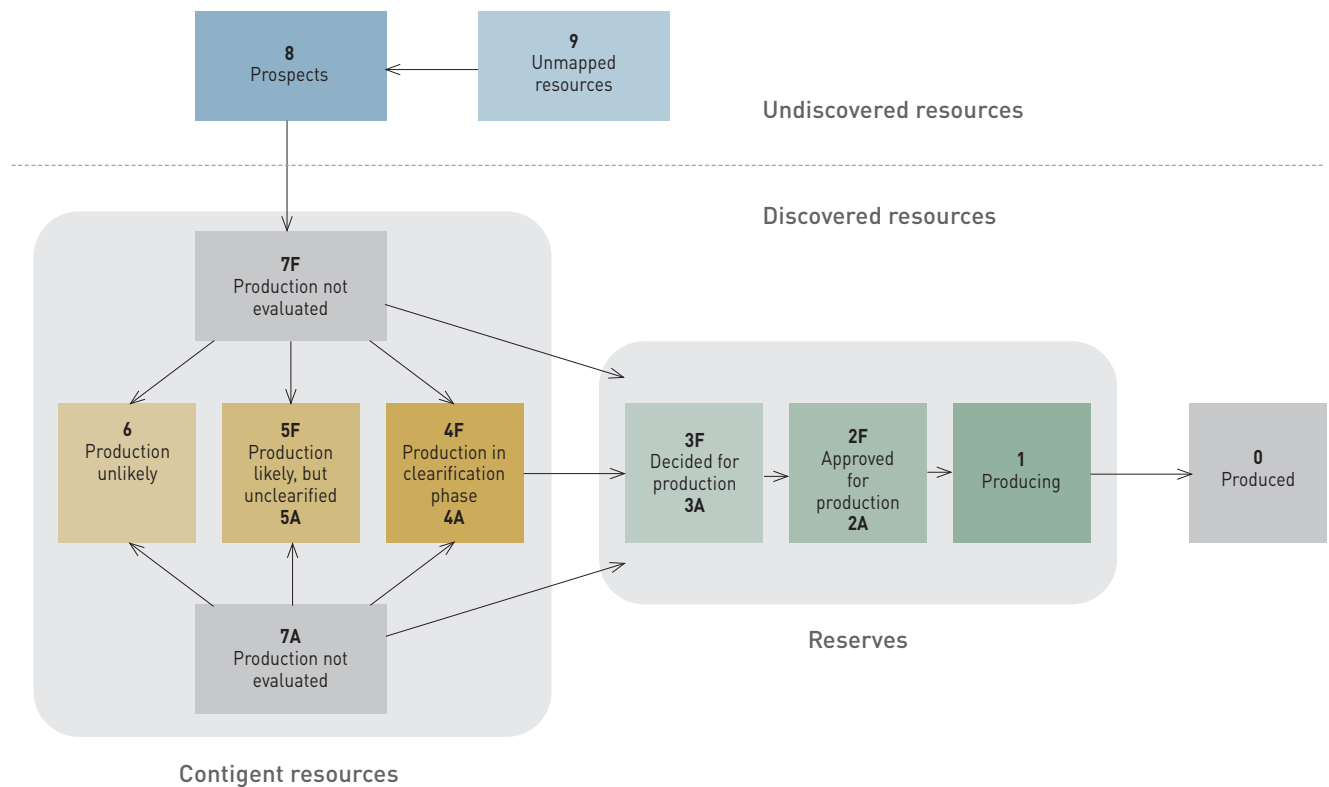 8
Prospects
9
Unmapped
resources
Undiscovered resources
Discovered resources
7F
Production not
evaluated
6
Production
unlikely
5F
Production
likely, but
unclearified
5A
4F
Production in
clearification
phase
4A
3F
Decided for
production
3A
2F
Approved
for
production
2A
1
Producing
0
Produced
7A
Production not
evaluated
Reserves
Contigent resources